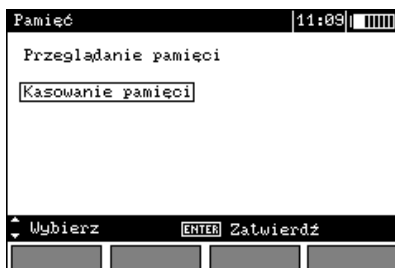 Pamięć 11:09
Przeglądanie pamięci
Kasowanie pamięci
Wybierz ENTER Zatwierdź